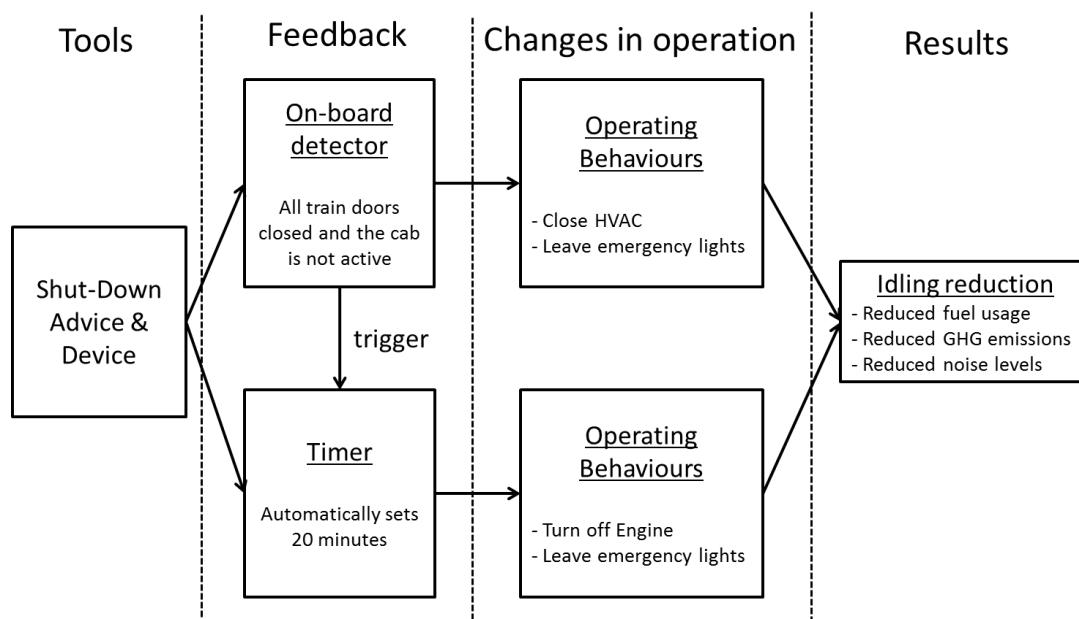 Tools
Feedback
Changes in operation
Results
Shut-Down
Advice &
Device
On-board
detector
All train doors
closed and the cab
is not active
trigger
Timer
Automatically sets
20 minutes
Operating
Behaviours
- Close HVAC
- Leave emergency lights
Operating
Behaviours
- Turn off Engine
- Leave emergency lights
Idling reduction
- Reduced fuel usage
- Reduced GHG emissions
- Reduced noise levels